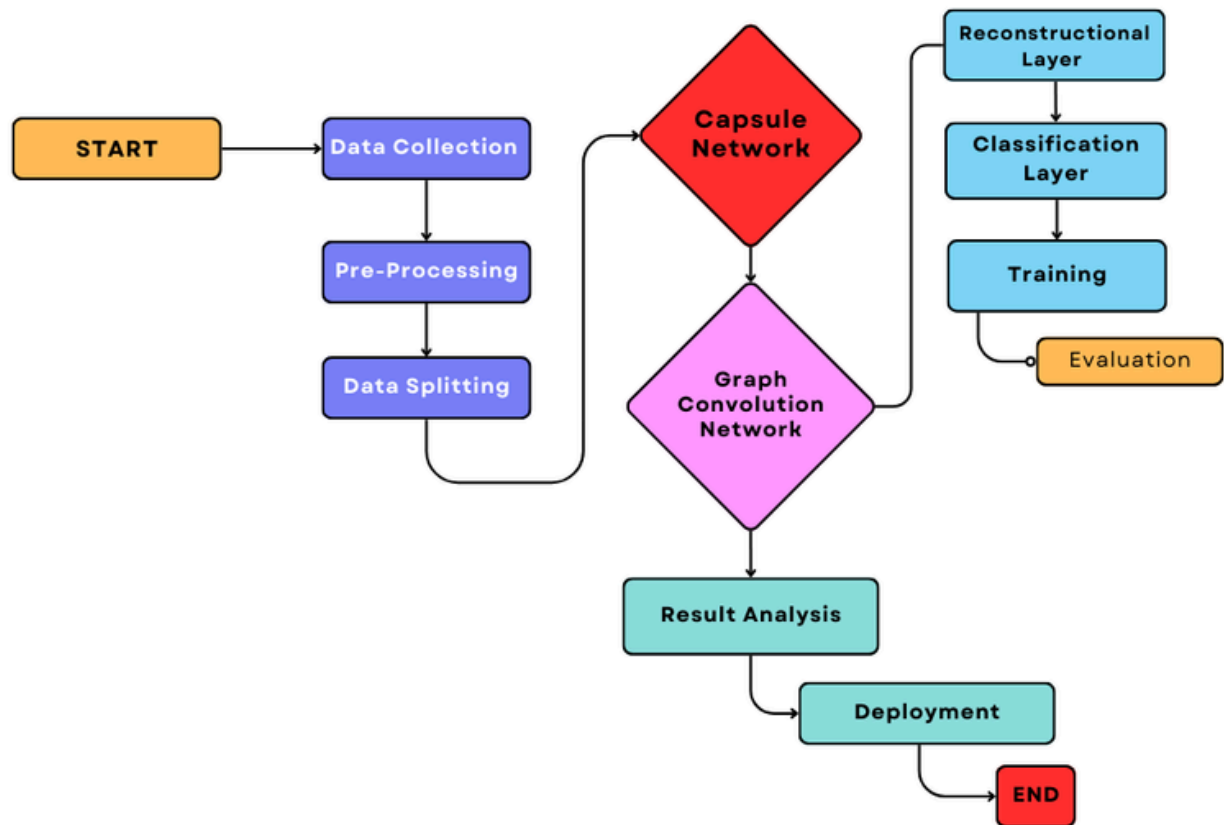 START
Data Collection
Pre-Processing
Data Splitting
Capsule
Network
Graph
Convolution
Network
Reconstructional
Layer
Classification
Layer
Training
Evaluation
Result Analysis
Deployment
END